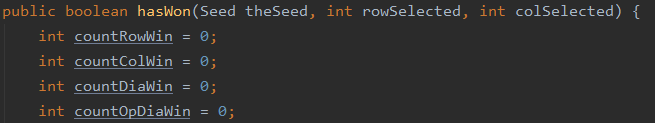 public boolean hasWon(Seed theSeed, int rowSelected, int colSelected) {
int countRowWin = 0;
int countColWin = 0;
int countDiaWin = 0;
int countOpDiaWin = 0;